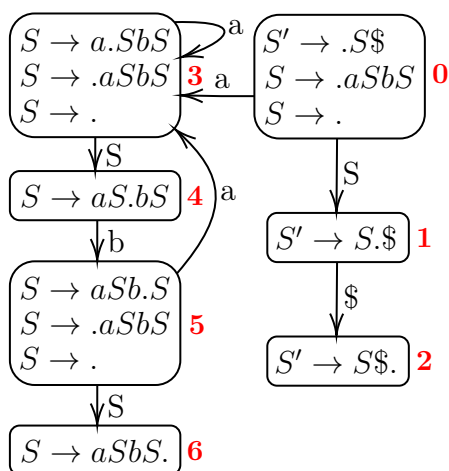 S → a.SbS
S → .aSbS
S → .
3
a
a
S' → .S$
S → .aSbS
S → .
0
S
S
S → aS.bS
4
a
S' → S.$
1
b
$
S → aSb.S
S → .aSbS
S → .
5
S' → S$.
2
S
S → aSbS.
6